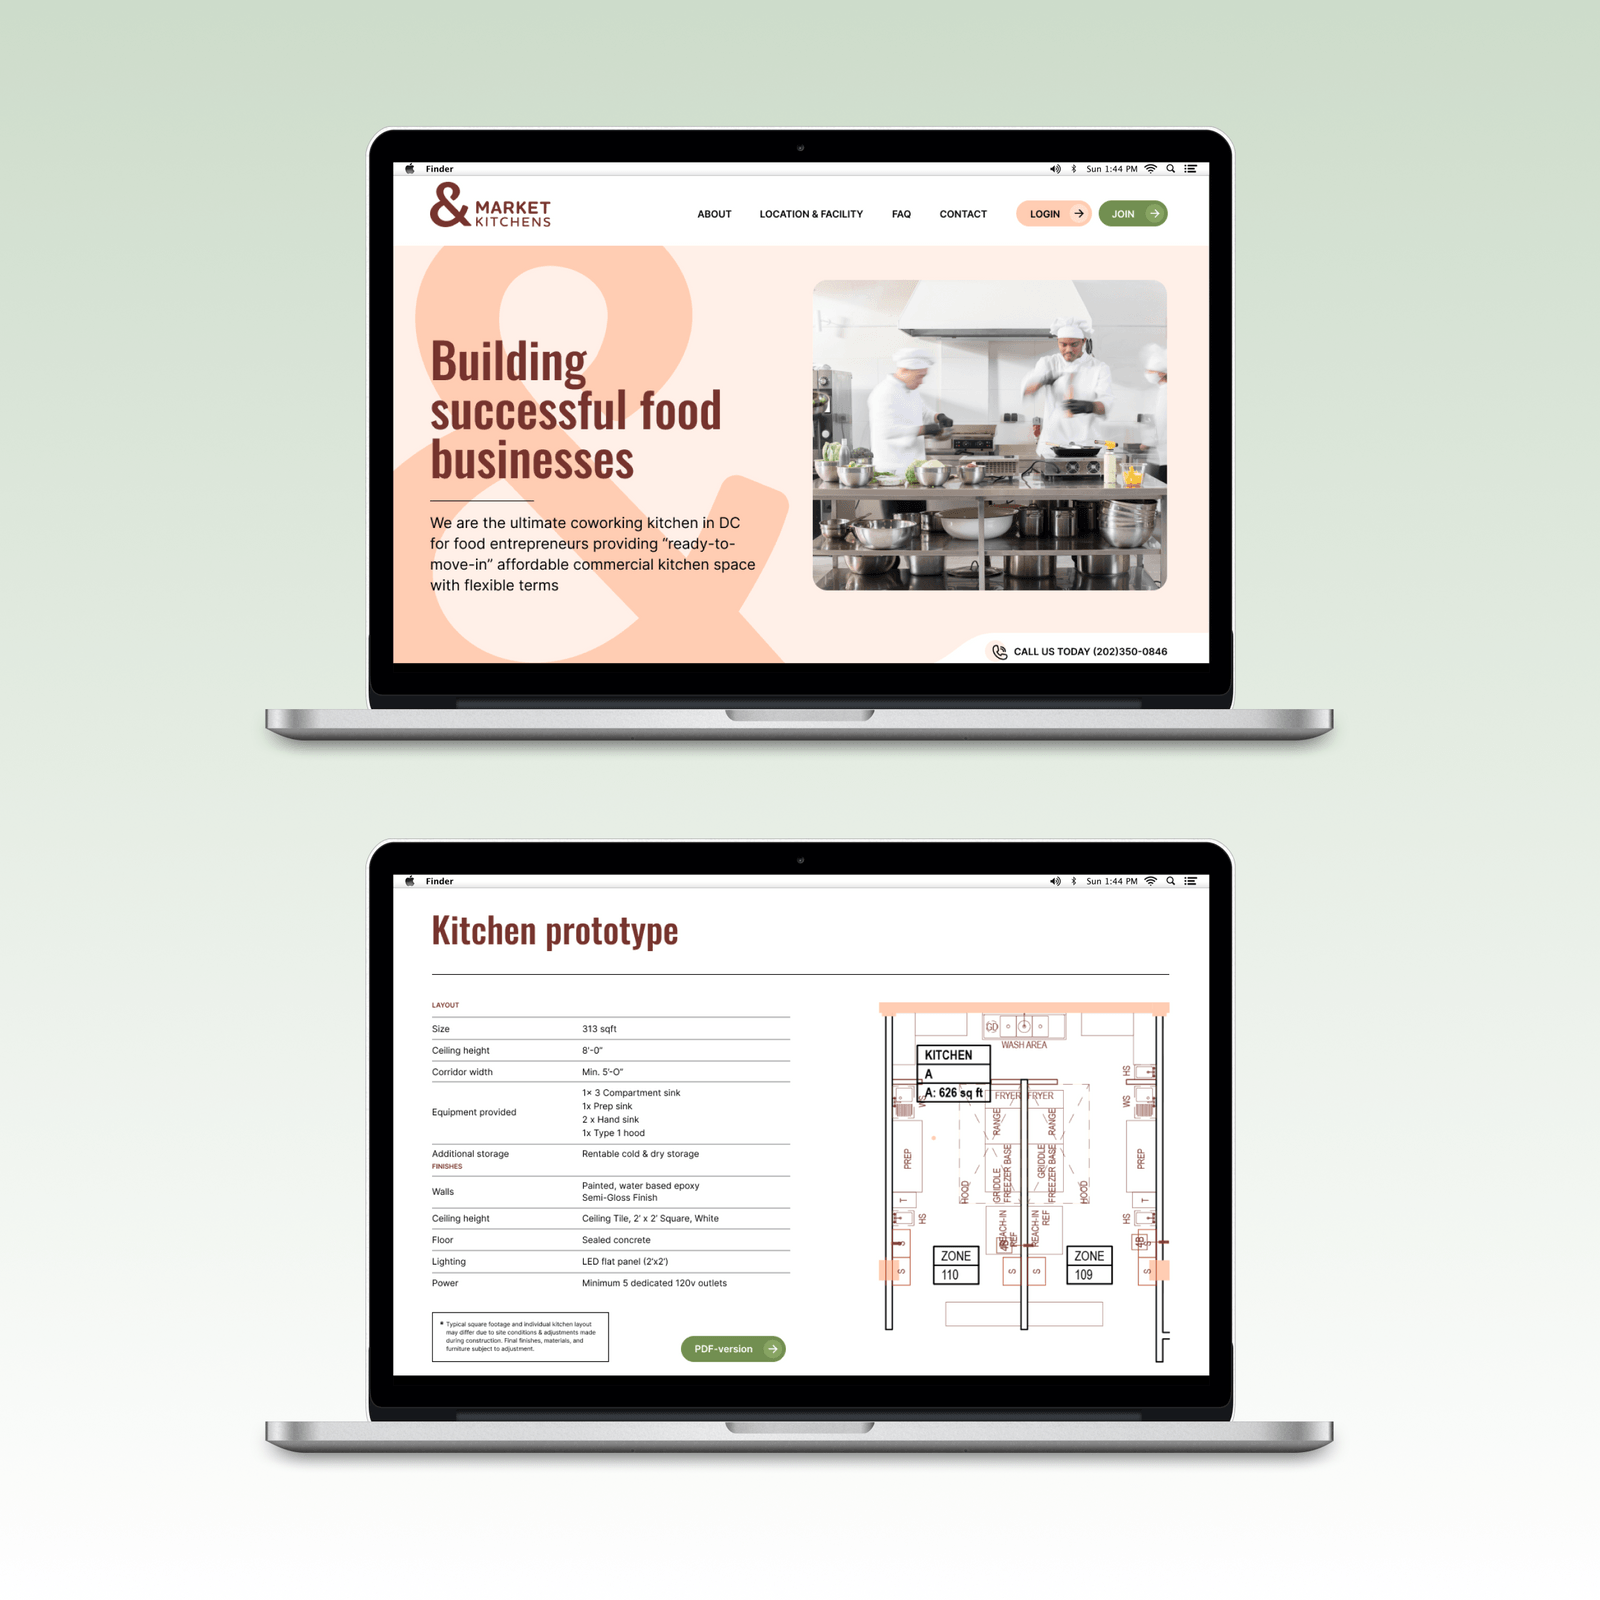 Finder
Sun 1:44 PM
& MARKET
KITCHENS
ABOUT
LOCATION & FACILITY
FAQ
CONTACT
LOGIN
JOIN
Building
successful food
businesses
We are the ultimate coworking kitchen in DC
for food entrepreneurs providing “ready-to-
move-in” affordable commercial kitchen space
with flexible terms
CALL US TODAY (202)350-0846
Finder
Sun 1:44 PM
Kitchen prototype
LAYOUT
Size 313 sqft
Ceiling height 8'-0"
Corridor width Min. 5'-O"
Equipment provided
1× 3 Compartment sink
1x Prep sink
2 x Hand sink
1x Type 1 hood
Additional storage Rentable cold & dry storage
FINISHES
Walls
Painted, water based epoxy
Semi-Gloss Finish
Ceiling height Ceiling Tile, 2' x 2' Square, White
Floor Sealed concrete
Lighting LED flat panel (2'x2')
Power Minimum 5 dedicated 120v outlets
* Typical square footage and individual kitchen layout
may differ due to site conditions & adjustments made
during construction. Final finishes, materials, and
furniture subject to adjustment.
PDF-version
GD
WASH AREA
KITCHEN
A
A: 626 sq ft
HS
WS
WS
FRYER
FRYER
RANGE
RANGE
PREP
PREP
GRIDDLE
FREEZER BASE
GRIDDLE
FREEZER BASE
HOOD
HOOD
T
T
HS
HS
REACH-IN
REF
REACH-IN
REF
4B
4B
S
S
ZONE
110
ZONE
109
S
S
S
S